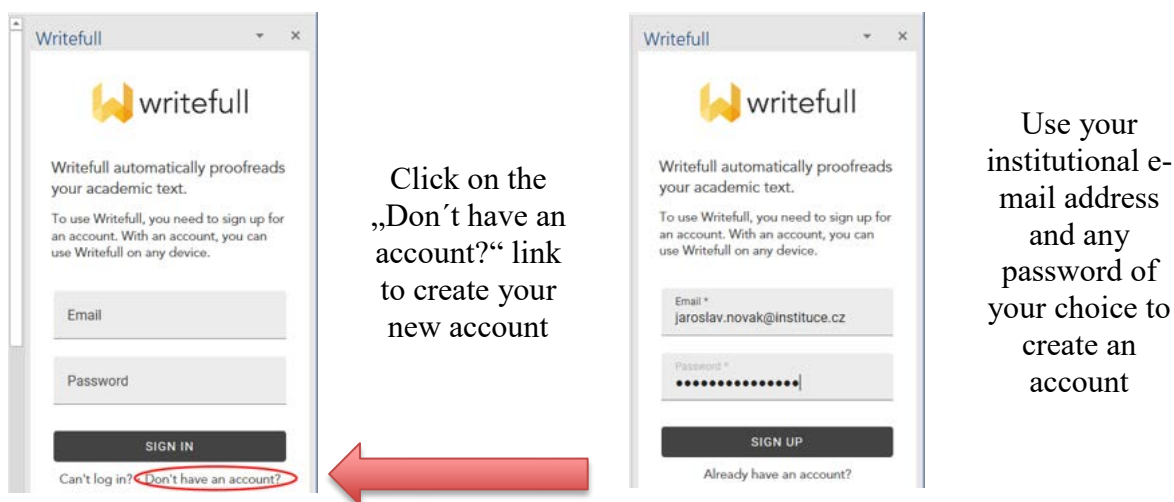 Writefull
writefull
Writefull automatically proofreads
your academic text.
To use Writefull, you need to sign up for
an account. With an account, you can
use Writefull on any device.
Email
Password
SIGN IN
Can't log in? Don't have an account?
Click on the
„Don´t have an
account?“ link
to create your
new account
Writefull
writefull
Writefull automatically proofreads
your academic text.
To use Writefull, you need to sign up for
an account. With an account, you can
use Writefull on any device.
Email *
jaroslav.novak@instituce.cz
Password *
•••••••••••••••
SIGN UP
Already have an account?
Use your
institutional e-
mail address
and any
password of
your choice to
create an
account